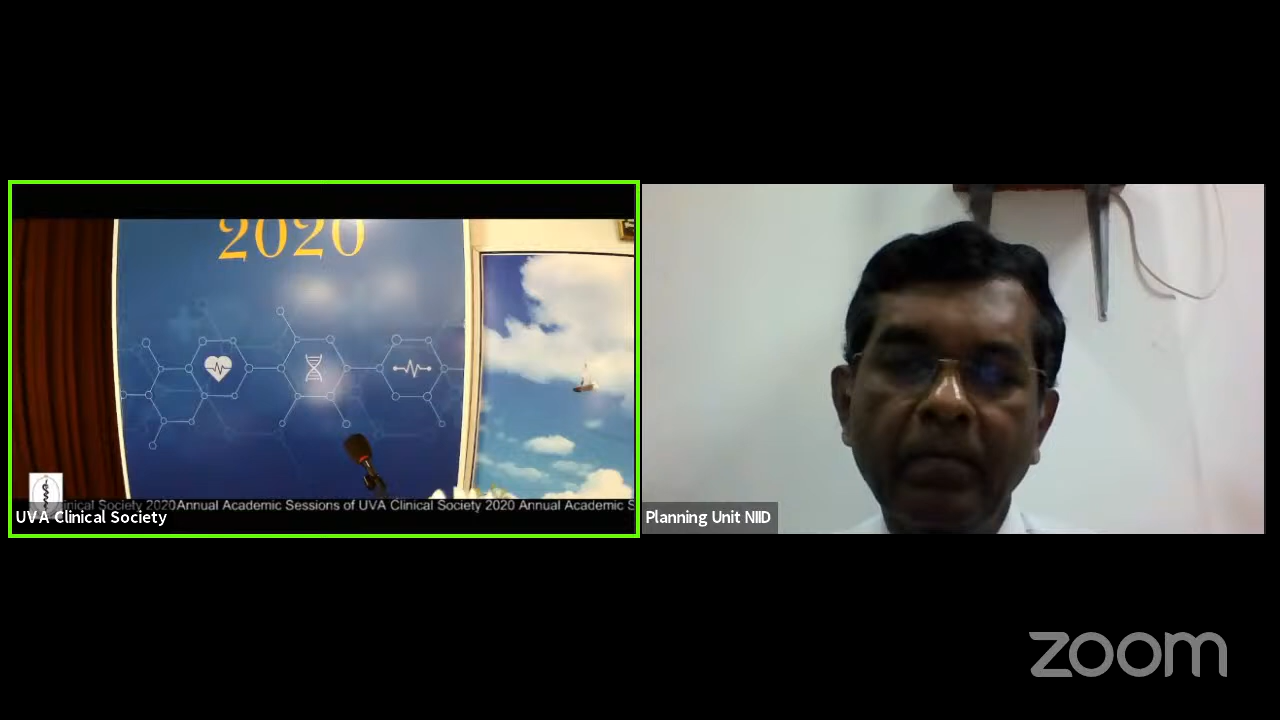 2020
inical Society 2020Annual Academic Sessions of UVA Clinical Society 2020 Annual Academic S
UVA Clinical Society
Planning Unit NIID
zoom